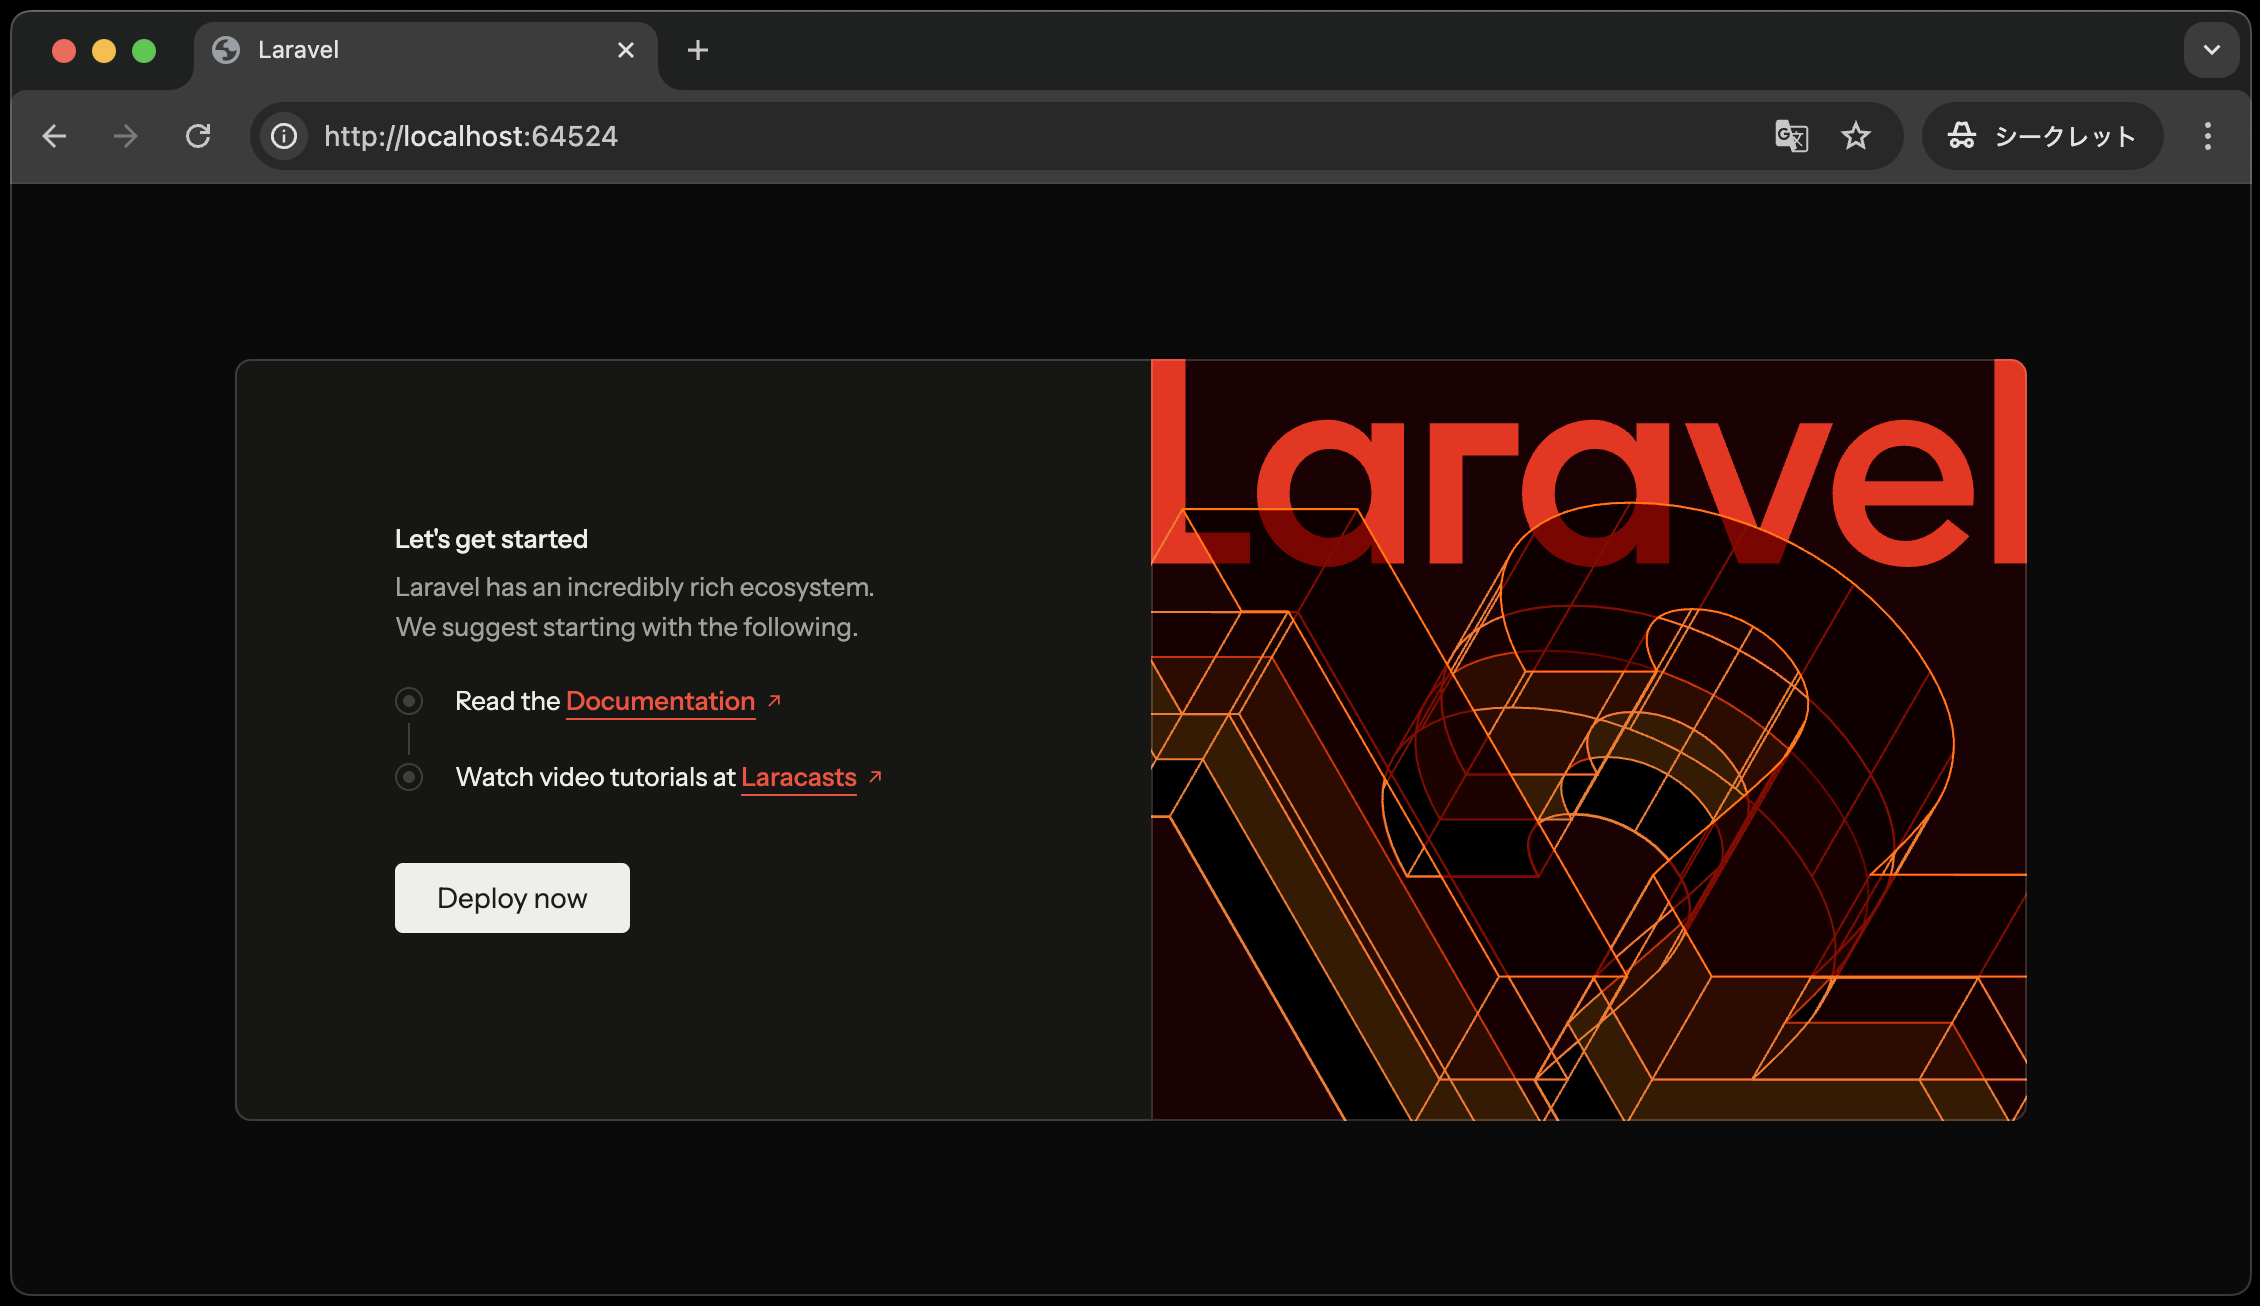 Laravel
http://localhost:64524
シークレット
Let's get started
Laravel has an incredibly rich ecosystem.
We suggest starting with the following.
Read the Documentation
Watch video tutorials at Laracasts
Deploy now
Laravel
12